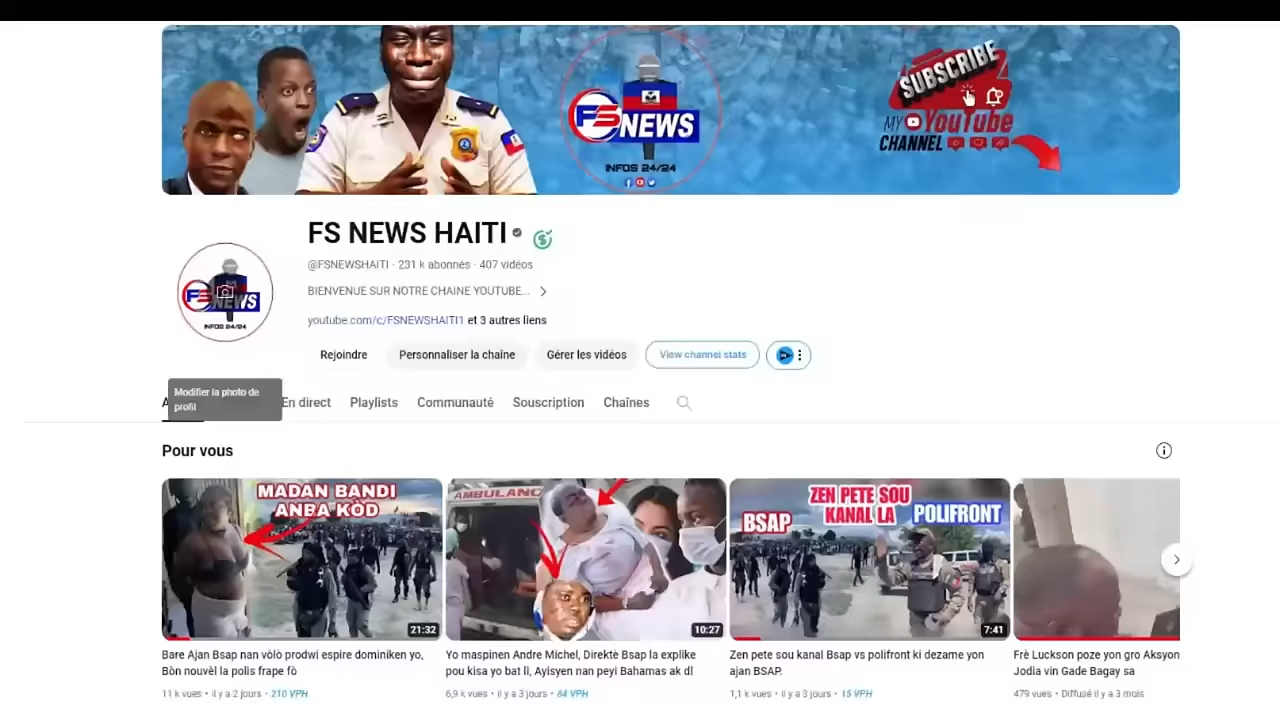 SUBSCRIBE
MY YouTube
CHANNEL
FS NEWS
INFOS 24/24
FS NEWS HAITI
@FSNEWSHAITI · 231 k abonnés · 407 vidéos
BIENVENUE SUR NOTRE CHAINE YOUTUBE...
youtube.com/c/FSNEWSHAITI1 et 3 autres liens
FS NEWS
INFOS 24/24
Rejoindre Personnaliser la chaîne Gérer les vidéos View channel stats
Modifier la photo de
profil
En direct Playlists Communauté Souscription Chaînes
Pour vous
MADAN BANDI
ANBA KÒD
21:32
AMBULANC
10:27
ZEN PETE SOU
KANAL LA
BSAP
POLIFRONT
7:41
Bare Ajan Bsap nan vòlò prodwi espire dominiken yo,
Bòn nouvèl la polis frape fò
11 k vues • il y a 2 jours • 210 VPH
Yo maspinen Andre Michel, Direktè Bsap la explike
pou kisa yo bat li, Ayisyen nan peyi Bahamas ak dl
6,9 k vues • il y a 3 jours • 84 VPH
Zen pete sou kanal Bsap vs polifront ki dezame yon
ajan BSAP.
1,1 k vues • il y a 3 jours • 15 VPH
Frè Luckson poze yon gro Aksyon
Jodia vin Gade Bagay sa
479 vues • Diffusé il y a 3 mois